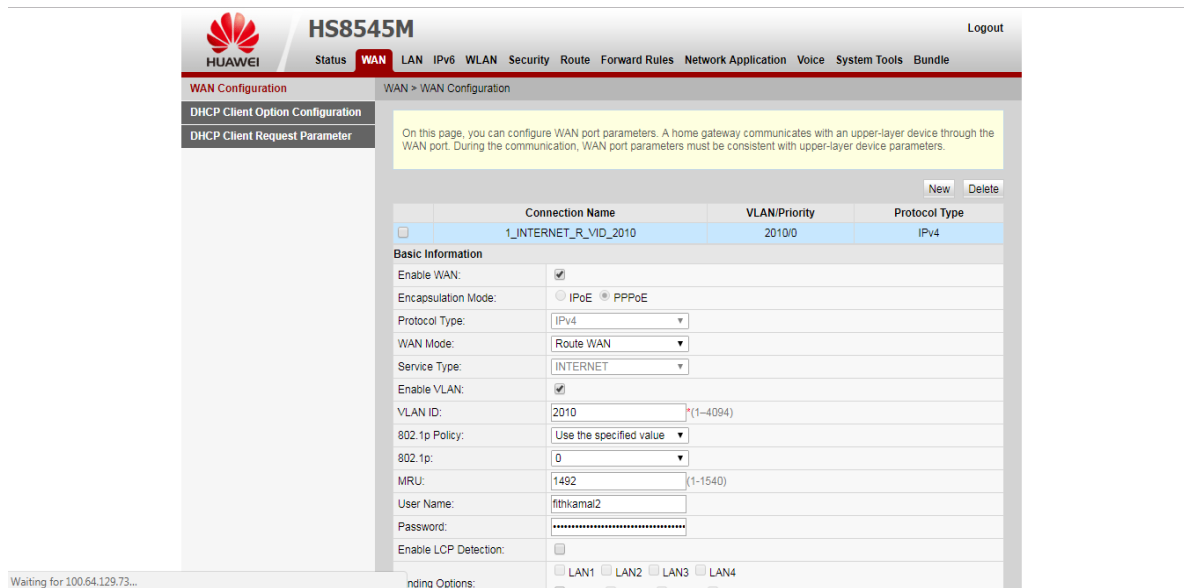 HS8545M
Logout
HUAWEI
Status WAN LAN IPv6 WLAN Security Route Forward Rules Network Application Voice System Tools Bundle
WAN Configuration
WAN > WAN Configuration
DHCP Client Option Configuration
DHCP Client Request Parameter
On this page, you can configure WAN port parameters. A home gateway communicates with an upper-layer device through the
WAN port. During the communication, WAN port parameters must be consistent with upper-layer device parameters.
New Delete
Connection Name VLAN/Priority Protocol Type
1_INTERNET_R_VID_2010 2010/0 IPv4
Basic Information
Enable WAN:
Encapsulation Mode: IPoE PPPoE
Protocol Type: IPv4
WAN Mode: Route WAN
Service Type: INTERNET
Enable VLAN:
VLAN ID: 2010 *(1–4094)
802.1p Policy: Use the specified value
802.1p: 0
MRU: 1492 (1-1540)
User Name: fithkamal2
Password:
Enable LCP Detection:
LAN1 LAN2 LAN3 LAN4
nding Options:
Waiting for 100.64.129.73...